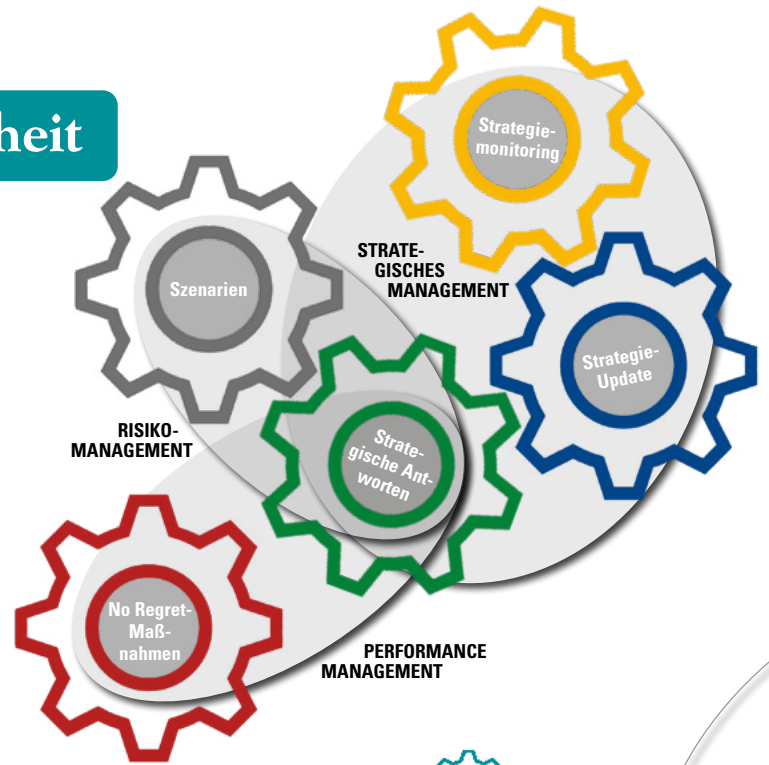 heit
Strategie-
monitoring
STRATE-
GISCHES
MANAGEMENT
Szenarien
Strategie-
Update
RISIKO-
MANAGEMENT
Strate-
gische Ant-
worten
No Regret-
Maß-
nahmen
PERFORMANCE
MANAGEMENT